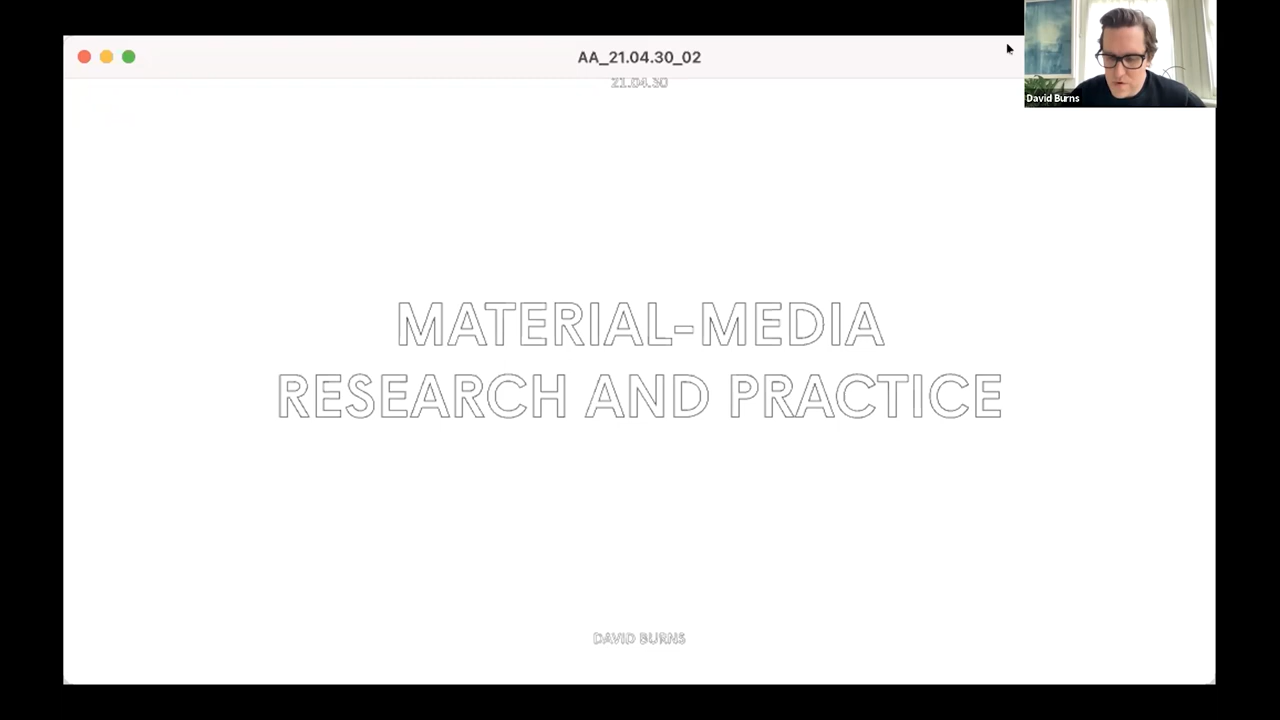 AA_21.04.30_02
21.04.30
David Burns
MATERIAL-MEDIA
RESEARCH AND PRACTICE
DAVID BURNS